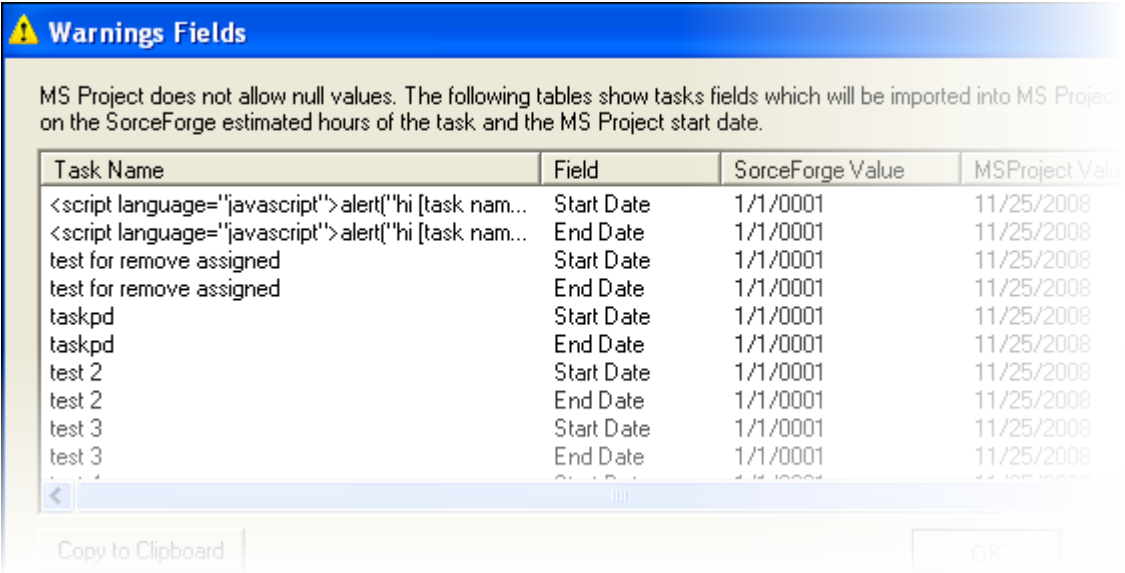 Warnings Fields
MS Project does not allow null values. The following tables show tasks fields which will be imported into MS Project
on the SorceForge estimated hours of the task and the MS Project start date.
Task Name Field SorceForge Value MSProject Valu
<script language="javascript">alert("hi [task nam... Start Date 1/1/0001 11/25/2008
<script language="javascript">alert("hi [task nam... End Date 1/1/0001 11/25/2008
test for remove assigned Start Date 1/1/0001 11/25/2008
test for remove assigned End Date 1/1/0001 11/25/2008
taskpd Start Date 1/1/0001 11/25/2008
taskpd End Date 1/1/0001 11/25/2008
test 2 Start Date 1/1/0001 11/25/2008
test 2 End Date 1/1/0001 11/25/2008
test 3 Start Date 1/1/0001 11/25/2008
test 3 End Date 1/1/0001 11/25/2008
Copy to Clipboard OK